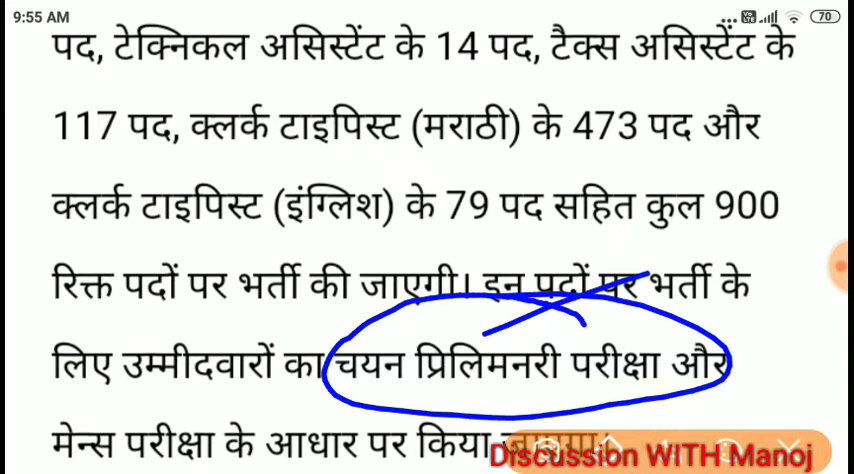 9:55 AM
70
पद, टेक्निकल असिस्टेंट के 14 पद, टैक्स असिस्टेंट के
117 पद, क्लर्क टाइपिस्ट (मराठी) के 473 पद और
क्लर्क टाइपिस्ट (इंग्लिश) के 79 पद सहित कुल 900
रिक्त पदों पर भर्ती की जाएगी। इन पदों पर भर्ती के
लिए उम्मीदवारों का चयन प्रिलिमनरी परीक्षा और
मेन्स परीक्षा के आधार पर किया
Discussion WiTH Manoj